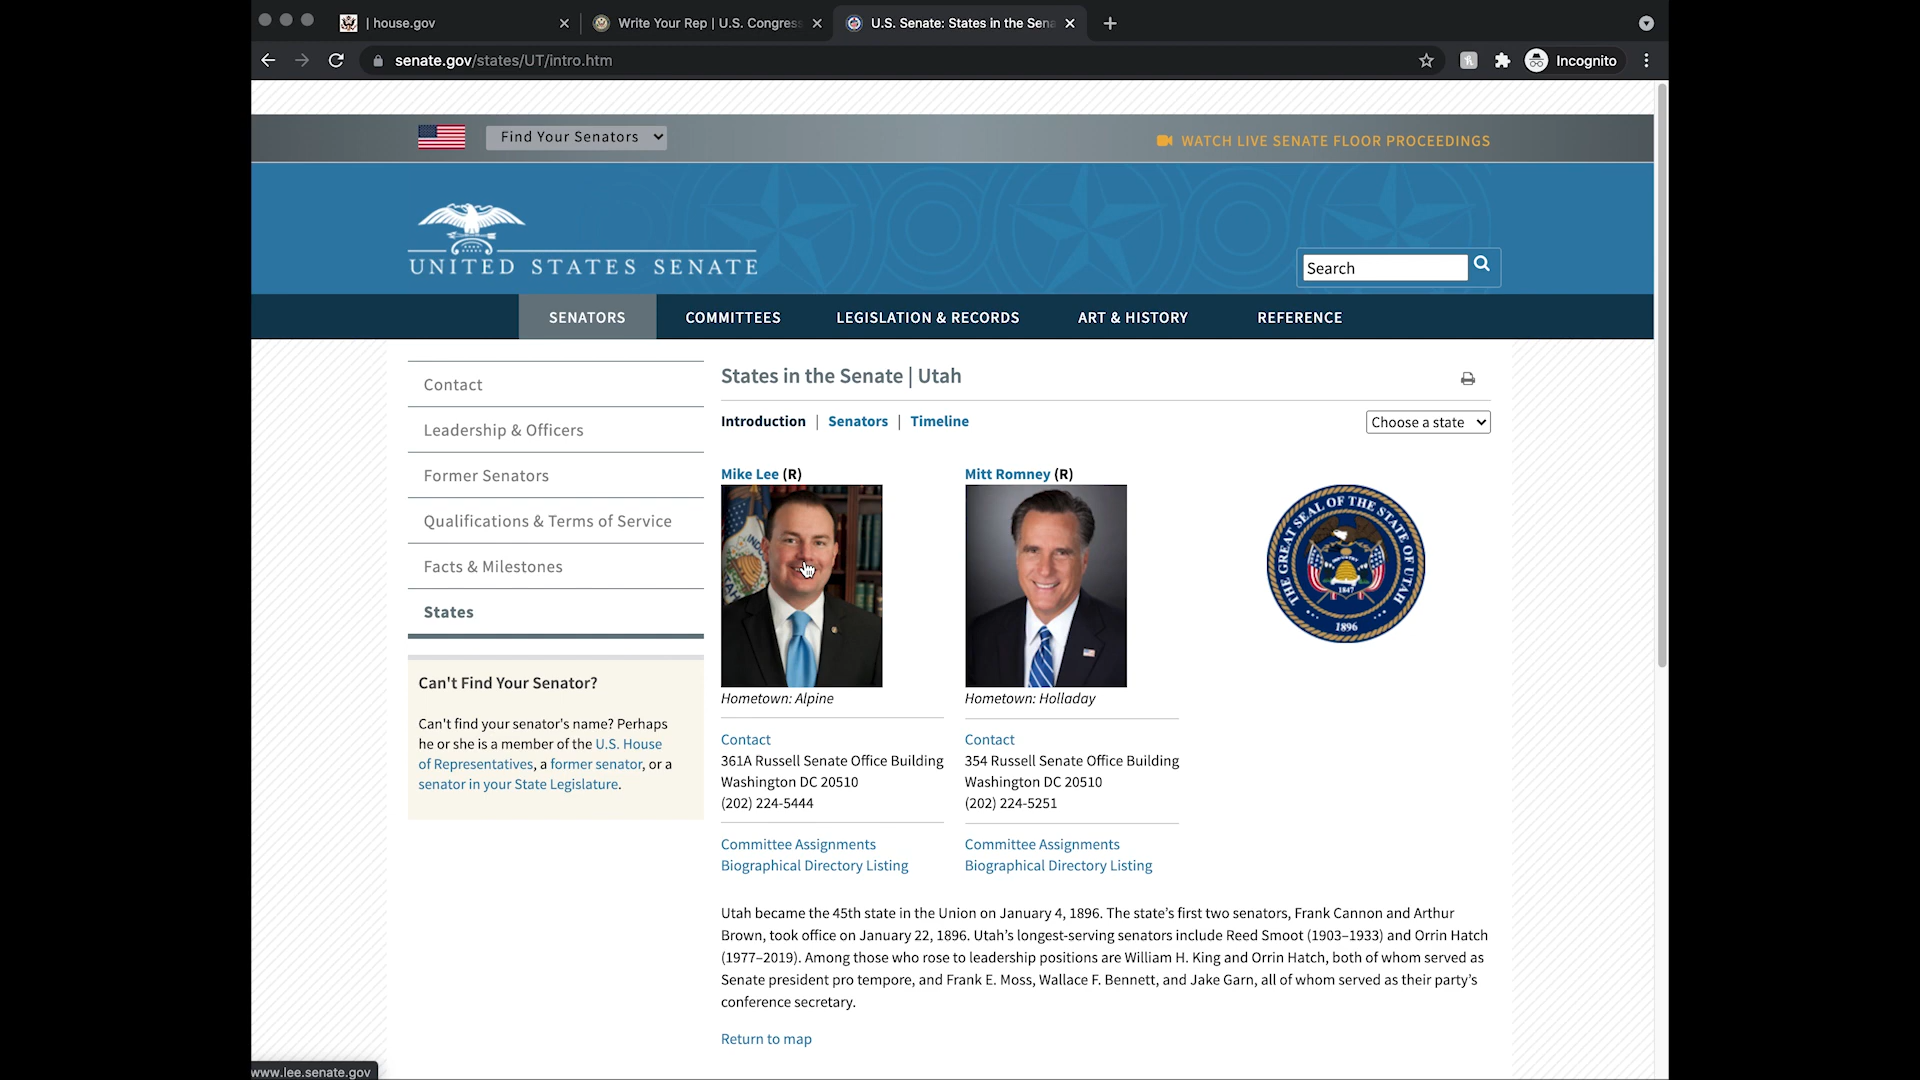 | house.gov
Write Your Rep | U.S. Congress
U.S. Senate: States in the Sena
senate.gov/states/UT/intro.htm
Incognito
Find Your Senators
WATCH LIVE SENATE FLOOR PROCEEDINGS
UNITED STATES SENATE
Search
SENATORS
COMMITTEES
LEGISLATION & RECORDS
ART & HISTORY
REFERENCE
Contact
Leadership & Officers
Former Senators
Qualifications & Terms of Service
Facts & Milestones
States
Can't Find Your Senator?
Can't find your senator's name? Perhaps
he or she is a member of the U.S. House
of Representatives, a former senator, or a
senator in your State Legislature.
States in the Senate | Utah
Introduction | Senators | Timeline
Choose a state
Mike Lee (R)
Hometown: Alpine
Contact
361A Russell Senate Office Building
Washington DC 20510
(202) 224-5444
Committee Assignments
Biographical Directory Listing
Mitt Romney (R)
Hometown: Holladay
Contact
354 Russell Senate Office Building
Washington DC 20510
(202) 224-5251
Committee Assignments
Biographical Directory Listing
THE GREAT SEAL OF THE STATE OF UTAH
INDUSTRY
1847
1896
Utah became the 45th state in the Union on January 4, 1896. The state’s first two senators, Frank Cannon and Arthur
Brown, took office on January 22, 1896. Utah’s longest-serving senators include Reed Smoot (1903–1933) and Orrin Hatch
(1977–2019). Among those who rose to leadership positions are William H. King and Orrin Hatch, both of whom served as
Senate president pro tempore, and Frank E. Moss, Wallace F. Bennett, and Jake Garn, all of whom served as their party’s
conference secretary.
Return to map
www.lee.senate.gov